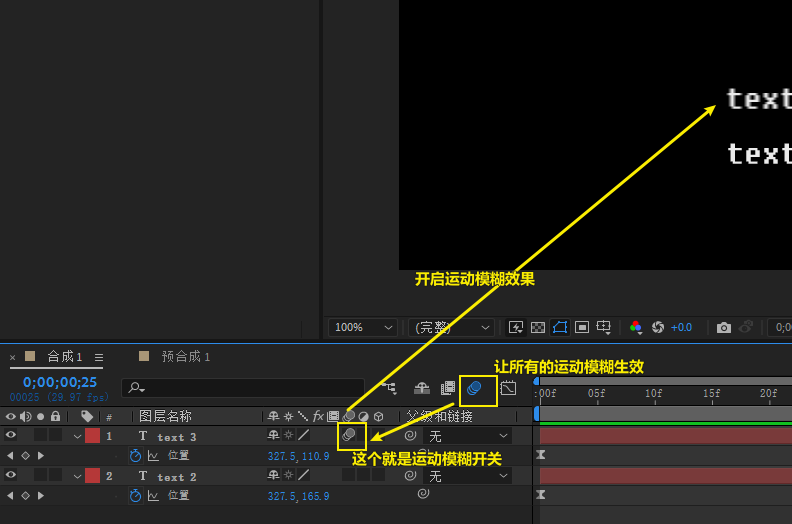 text
text
开启运动模糊效果
100%
(完整)
+0.0
0;0
× 合成 1
预合成 1
让所有的运动模糊生效
0;00;00;25
00025 (29.97 fps)
:00f 05f 10f 15f 20f
# 图层名称 fx 父级和链接
1 T text 3 无
位置 327.5,110.9
这个就是运动模糊开关
2 T text 2 无
位置 327.5,165.9